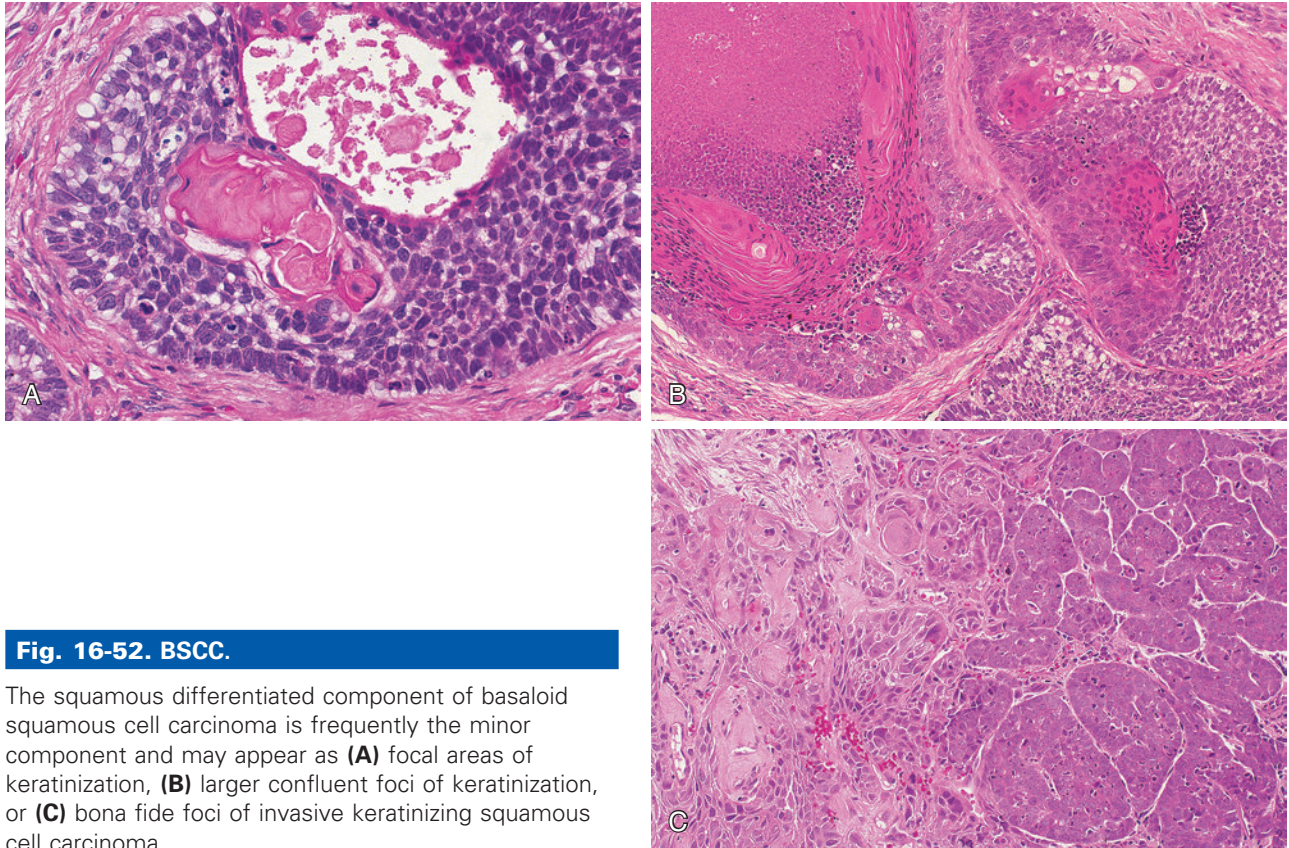 A
B
C
Fig. 16-52. BSCC.
The squamous differentiated component of basaloid
squamous cell carcinoma is frequently the minor
component and may appear as (A) focal areas of
keratinization, (B) larger confluent foci of keratinization,
or (C) bona fide foci of invasive keratinizing squamous
cell carcinoma